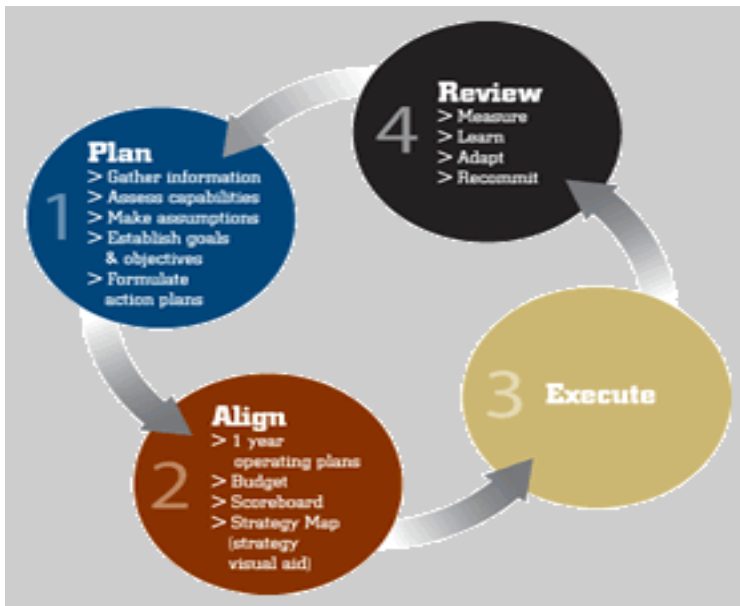 1
Plan
> Gather information
> Assess capabilities
> Make assumptions
> Establish goals
& objectives
> Formulate
action plans
2
Align
> 1 year
operating plans
> Budget
> Scoreboard
> Strategy Map
(strategy
visual aid)
3
Execute
4
Review
> Measure
> Learn
> Adapt
> Recommit